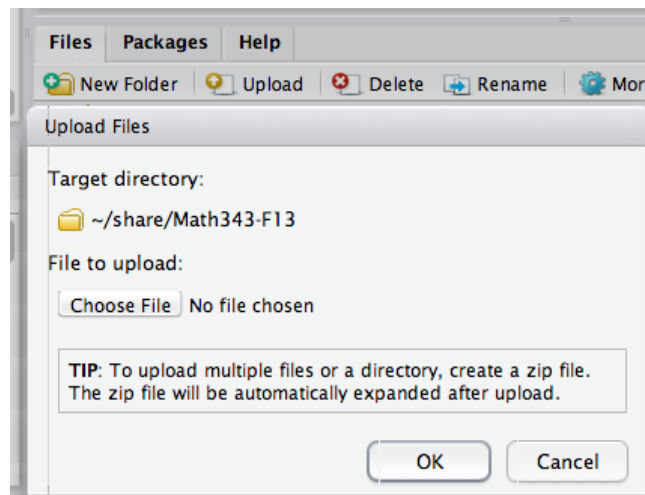 Files Packages Help
New Folder Upload Delete Rename Mor
Upload Files
Target directory:
~/share/Math343-F13
File to upload:
Choose File No file chosen
TIP: To upload multiple files or a directory, create a zip file.
The zip file will be automatically expanded after upload.
OK Cancel